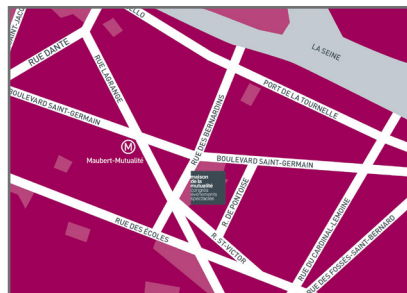 LA SEINE
RUE DANTE
RUE LAGRANGE
PORT DE LA TOURNELLE
BOULEVARD SAINT-GERMAIN
RUE DES BERNARDINS
M
Maubert-Mutualité
BOULEVARD SAINT-GERMAIN
maison
de la
mutualité
congrès
évènements
spectacles
R. DE PONTOISE
RUE DES ÉCOLES
R. ST-VICTOR
RUE DU CARDINAL-LEMOINE
RUE DES FOSSES-SAINT-BERNARD